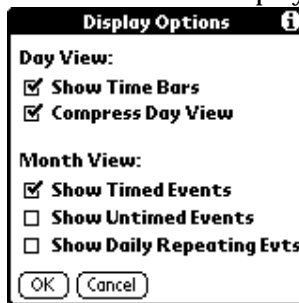 Display Options
Day View:
Show Time Bars
Compress Day View
Month View:
Show Timed Events
Show Untimed Events
Show Daily Repeating Evts
OK Cancel